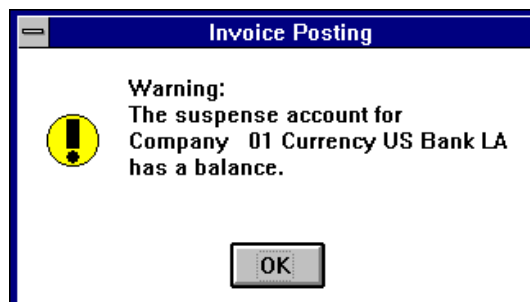 Invoice Posting
Warning:
The suspense account for
Company   01 Currency US Bank LA
has a balance.
OK